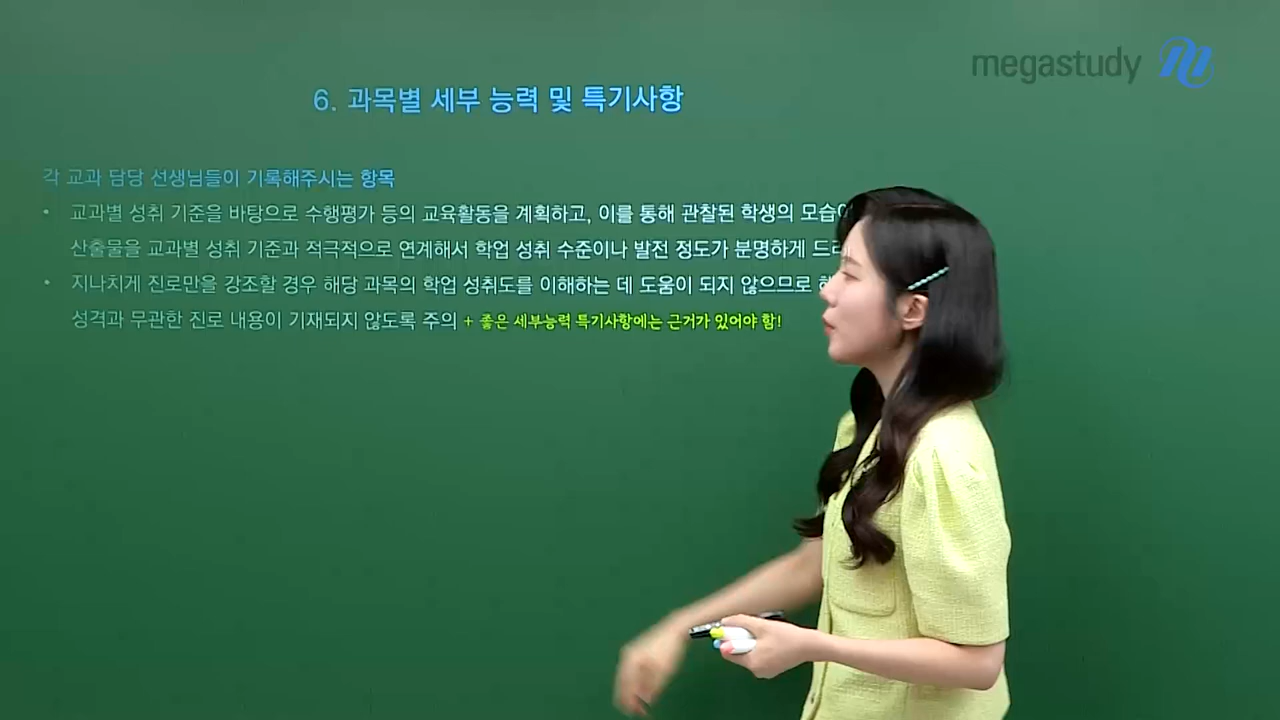 megastudy
6. 과목별 세부 능력 및 특기사항
각 교과 담당 선생님들이 기록해주시는 항목
• 교과별 성취 기준을 바탕으로 수행평가 등의 교육활동을 계획하고, 이를 통해 관찰된 학생의 모습
산출물을 교과별 성취 기준과 적극적으로 연계해서 학업 성취 수준이나 발전 정도가 분명하게
• 지나치게 진로만을 강조할 경우 해당 과목의 학업 성취도를 이해하는 데 도움이 되지 않으므로
성격과 무관한 진로 내용이 기재되지 않도록 주의 + 좋은 세부능력 특기사항에는 근거가 있어야 함!